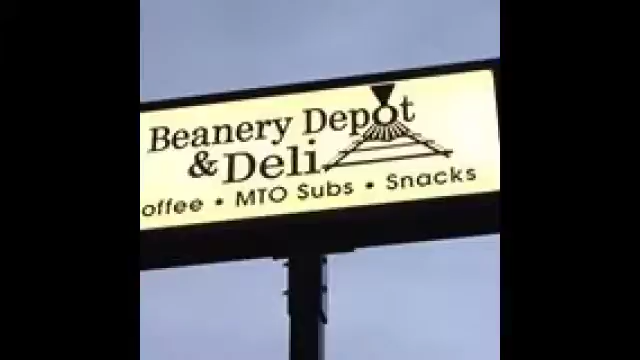 Beanery Depot
& Deli
offee • MTO Subs • Snacks